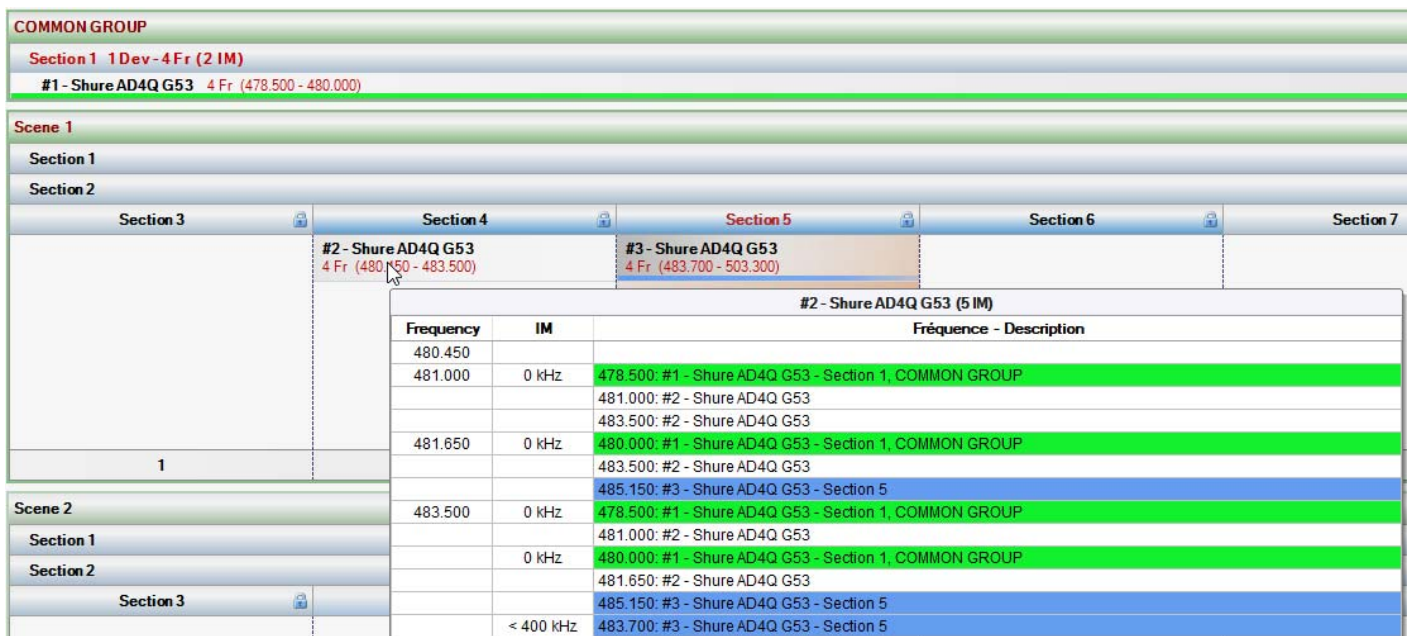 COMMON GROUP
Section 1 1 Dev - 4 Fr (2 IM)
#1 - Shure AD4Q G53 4 Fr (478.500 - 480.000)
Scene 1
Section 1
Section 2
Section 3 Section 4 Section 5 Section 6 Section 7
#2 - Shure AD4Q G53 #3 - Shure AD4Q G53
4 Fr (480.450 - 483.500) 4 Fr (483.700 - 503.300)
#2 - Shure AD4Q G53 (5 IM)
Frequency IM Fréquence - Description
480.450
481.000 0 kHz 478.500: #1 - Shure AD4Q G53 - Section 1, COMMON GROUP
481.000: #2 - Shure AD4Q G53
483.500: #2 - Shure AD4Q G53
481.650 0 kHz 480.000: #1 - Shure AD4Q G53 - Section 1, COMMON GROUP
1 483.500: #2 - Shure AD4Q G53
485.150: #3 - Shure AD4Q G53 - Section 5
Scene 2 483.500 0 kHz 478.500: #1 - Shure AD4Q G53 - Section 1, COMMON GROUP
Section 1 481.000: #2 - Shure AD4Q G53
0 kHz 480.000: #1 - Shure AD4Q G53 - Section 1, COMMON GROUP
Section 2 481.650: #2 - Shure AD4Q G53
Section 3 485.150: #3 - Shure AD4Q G53 - Section 5
< 400 kHz 483.700: #3 - Shure AD4Q G53 - Section 5